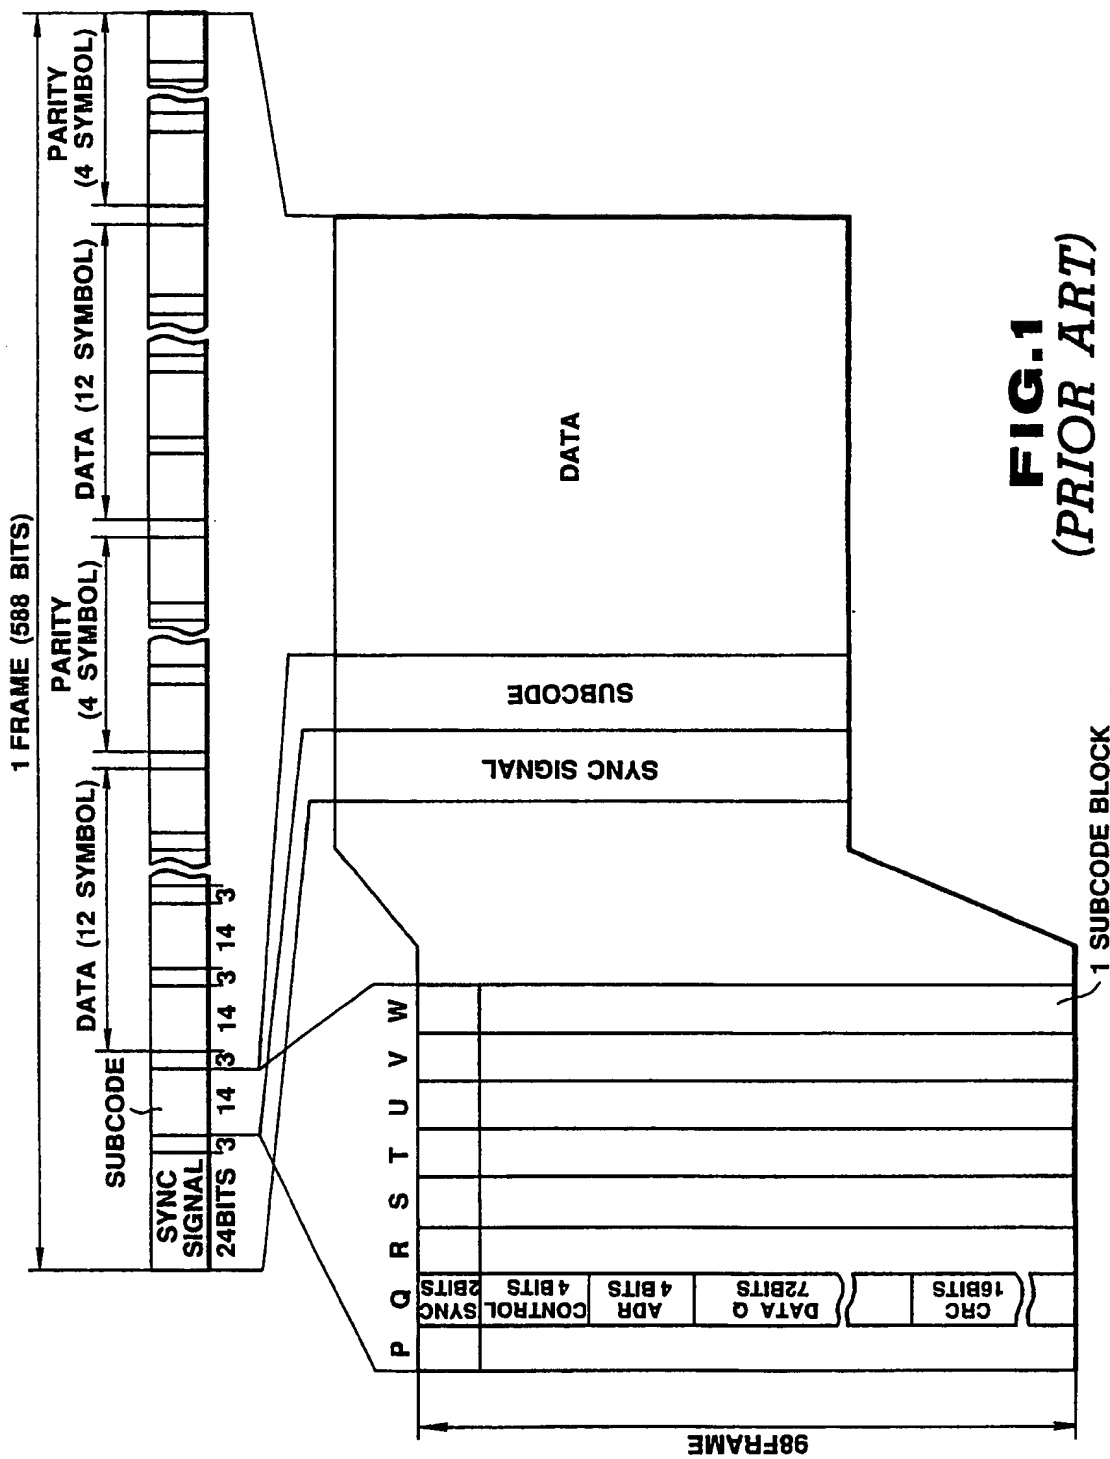 1 FRAME (588 BITS)
DATA (12 SYMBOL)
PARITY
(4 SYMBOL)
DATA (12 SYMBOL)
PARITY
(4 SYMBOL)
SUBCODE
SYNC
SIGNAL
24BITS 3 14 3 14 3 14 3
P Q R S T U V W
SYNC
2BITS
CONTROL
4 BITS
ADR
4 BITS
DATA Q
72BITS
CRC
16BITS
98FRAME
SYNC SIGNAL
SUBCODE
DATA
1 SUBCODE BLOCK
FIG.1
(PRIOR ART)